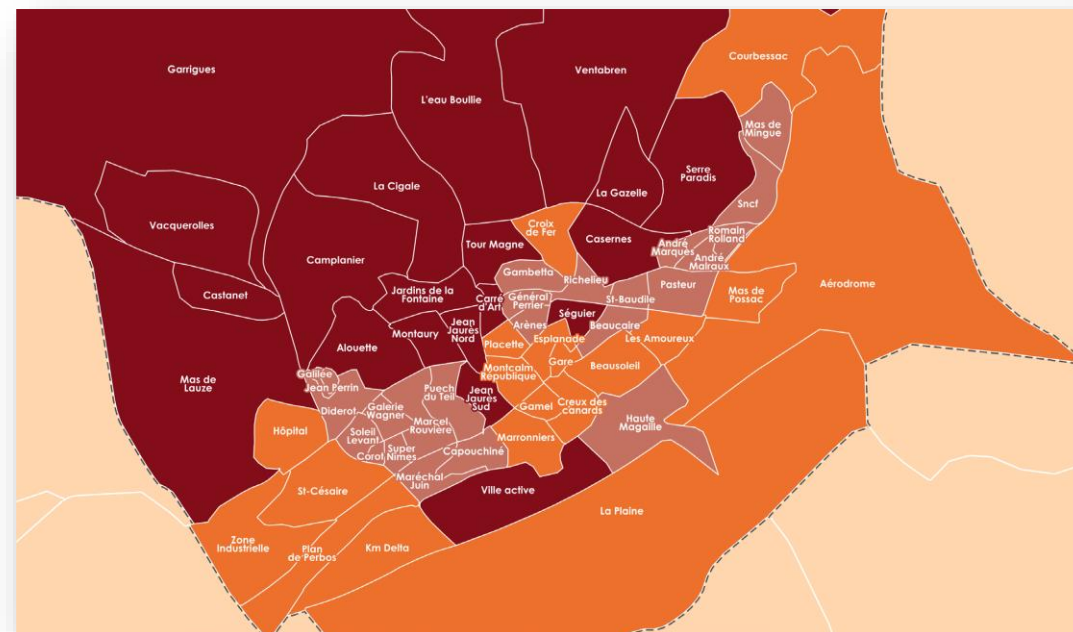 Courbessac
Garrigues
Ventabren
L'eau Boullie
Mas de
Mingue
Serre
Paradis
La Cigale
La Gazelle
Sncf
Vacquerolles
Croix
de Fer
Romain
Rolland
Casernes
Tour Magne
André
Marquès
André
Malraux
Camplanier
Gambetta
Richelieu
Pasteur
Aérodrome
Jardins de la
Fontaine
Castanet
Carré
d'Art
Général
Perrier
St-Baudile
Mas de
Possac
Séguier
Jean
Jaurès
Nord
Arènes
Beaucaire
Montaury
Esplanade
Les Amoureux
Alouette
Placette
Gare
Beausoleil
Montcalm
République
Galilée
Mas de
Lauze
Jean Perrin
Puech
du Teil
Jean
Jaurès
Sud
Creux des
canards
Gamel
Diderot
Galerie
Wagner
Haute
Magaille
Marcel
Rouvière
Hôpital
Soleil
Levant
Marronniers
Super
Nîmes
Corot
Capouchiné
Maréchal
Juin
St-Césaire
Ville active
La Plaine
Zone
Industrielle
Plan
de Perbos
Km Delta